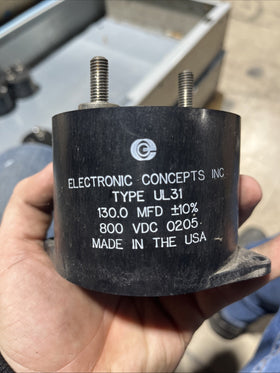 ELECTRONIC CONCEPTS INC
TYPE UL31
130.0 MFD ±10%
800 VDC 0205
MADE IN THE USA